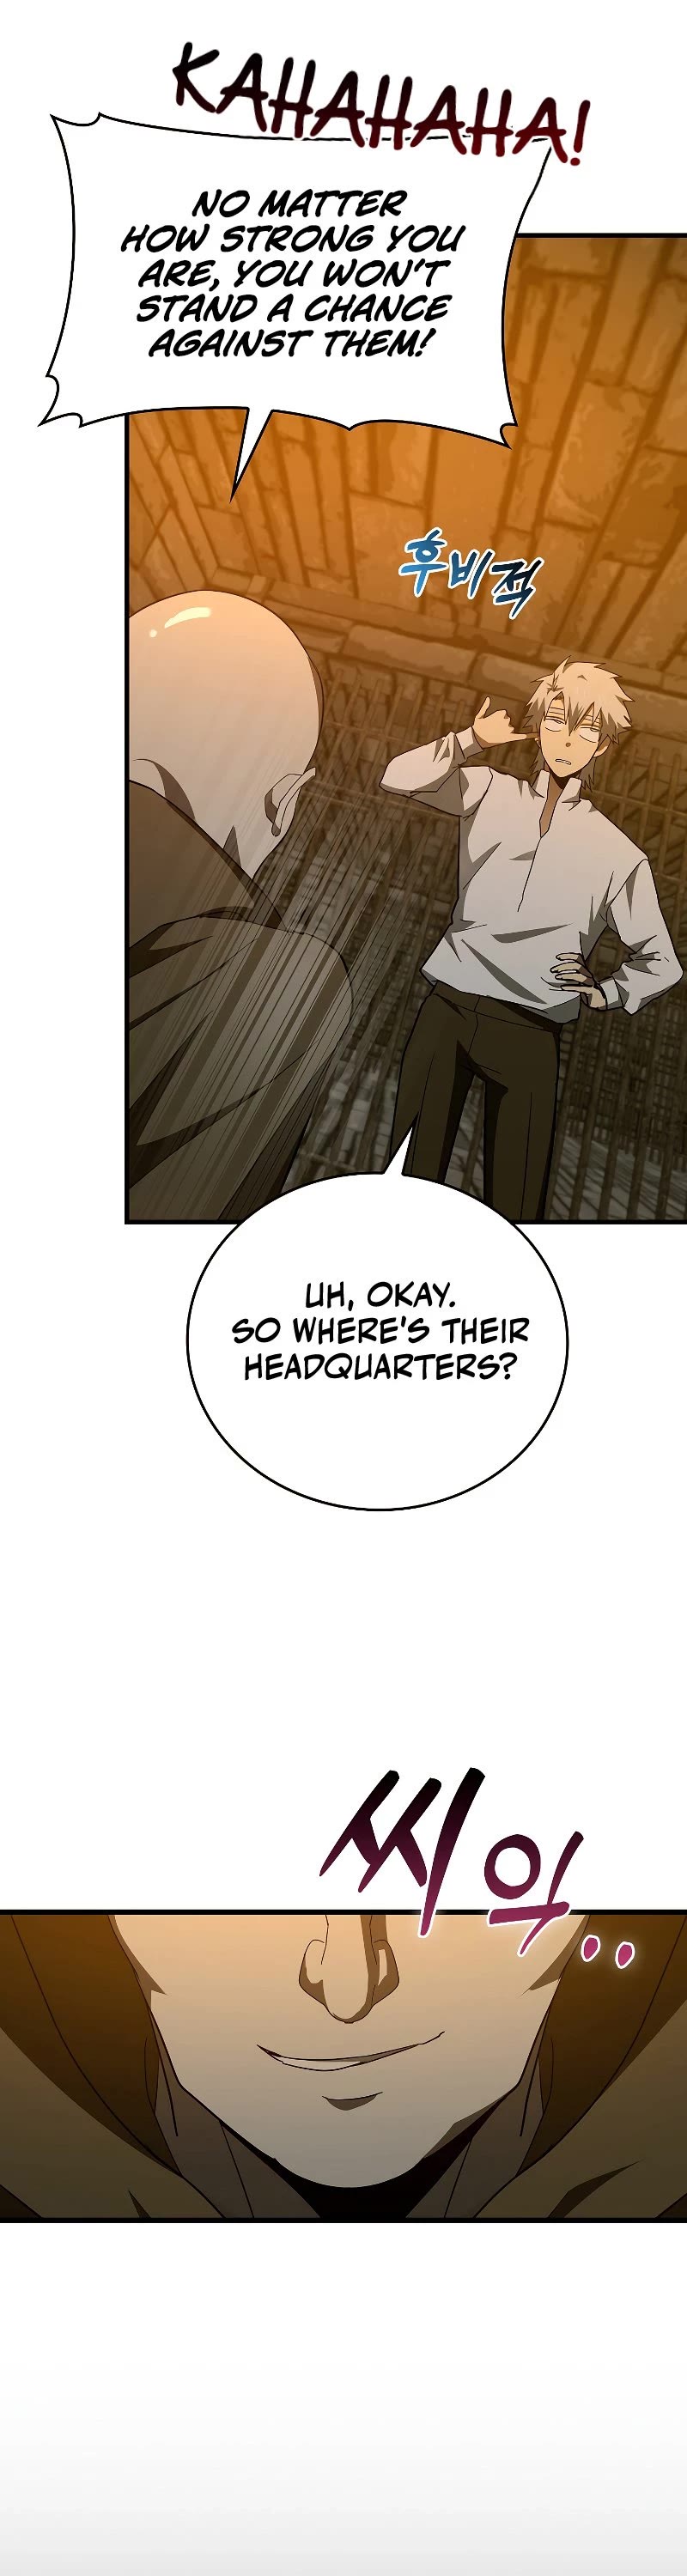 KAHAHAHA!
NO MATTER
HOW STRONG YOU
ARE, YOU WON'T
STAND A CHANCE
AGAINST THEM!
후비적
UH, OKAY.
SO WHERE'S THEIR
HEADQUARTERS?
씨익..